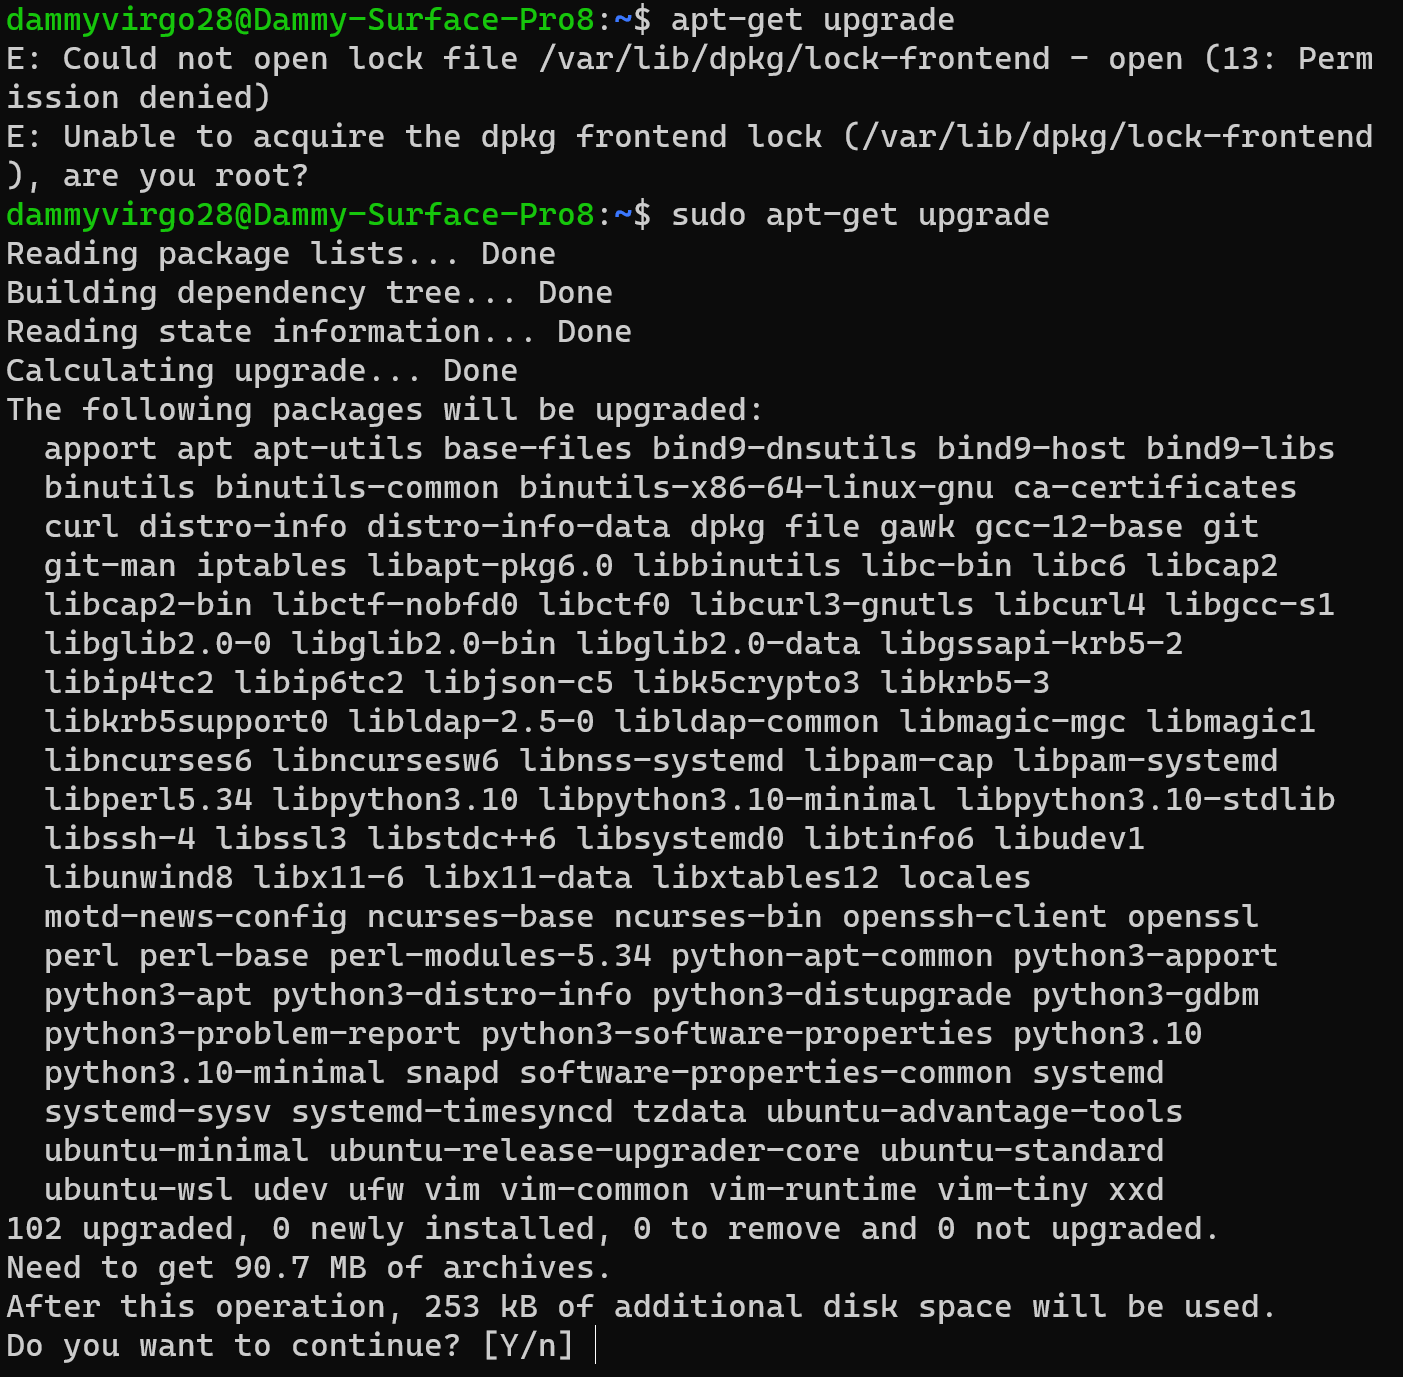 dammyvirgo28@Dammy-Surface-Pro8:~$ apt-get upgrade
E: Could not open lock file /var/lib/dpkg/lock-frontend - open (13: Perm
ission denied)
E: Unable to acquire the dpkg frontend lock (/var/lib/dpkg/lock-frontend
), are you root?
dammyvirgo28@Dammy-Surface-Pro8:~$ sudo apt-get upgrade
Reading package lists... Done
Building dependency tree... Done
Reading state information... Done
Calculating upgrade... Done
The following packages will be upgraded:
  apport apt apt-utils base-files bind9-dnsutils bind9-host bind9-libs
  binutils binutils-common binutils-x86-64-linux-gnu ca-certificates
  curl distro-info distro-info-data dpkg file gawk gcc-12-base git
  git-man iptables libapt-pkg6.0 libbinutils libc-bin libc6 libcap2
  libcap2-bin libctf-nobfd0 libctf0 libcurl3-gnutls libcurl4 libgcc-s1
  libglib2.0-0 libglib2.0-bin libglib2.0-data libgssapi-krb5-2
  libip4tc2 libip6tc2 libjson-c5 libk5crypto3 libkrb5-3
  libkrb5support0 libldap-2.5-0 libldap-common libmagic-mgc libmagic1
  libncurses6 libncursesw6 libnss-systemd libpam-cap libpam-systemd
  libperl5.34 libpython3.10 libpython3.10-minimal libpython3.10-stdlib
  libssh-4 libssl3 libstdc++6 libsystemd0 libtinfo6 libudev1
  libunwind8 libx11-6 libx11-data libxtables12 locales
  motd-news-config ncurses-base ncurses-bin openssh-client openssl
  perl perl-base perl-modules-5.34 python-apt-common python3-apport
  python3-apt python3-distro-info python3-distupgrade python3-gdbm
  python3-problem-report python3-software-properties python3.10
  python3.10-minimal snapd software-properties-common systemd
  systemd-sysv systemd-timesyncd tzdata ubuntu-advantage-tools
  ubuntu-minimal ubuntu-release-upgrader-core ubuntu-standard
  ubuntu-wsl udev ufw vim vim-common vim-runtime vim-tiny xxd
102 upgraded, 0 newly installed, 0 to remove and 0 not upgraded.
Need to get 90.7 MB of archives.
After this operation, 253 kB of additional disk space will be used.
Do you want to continue? [Y/n]